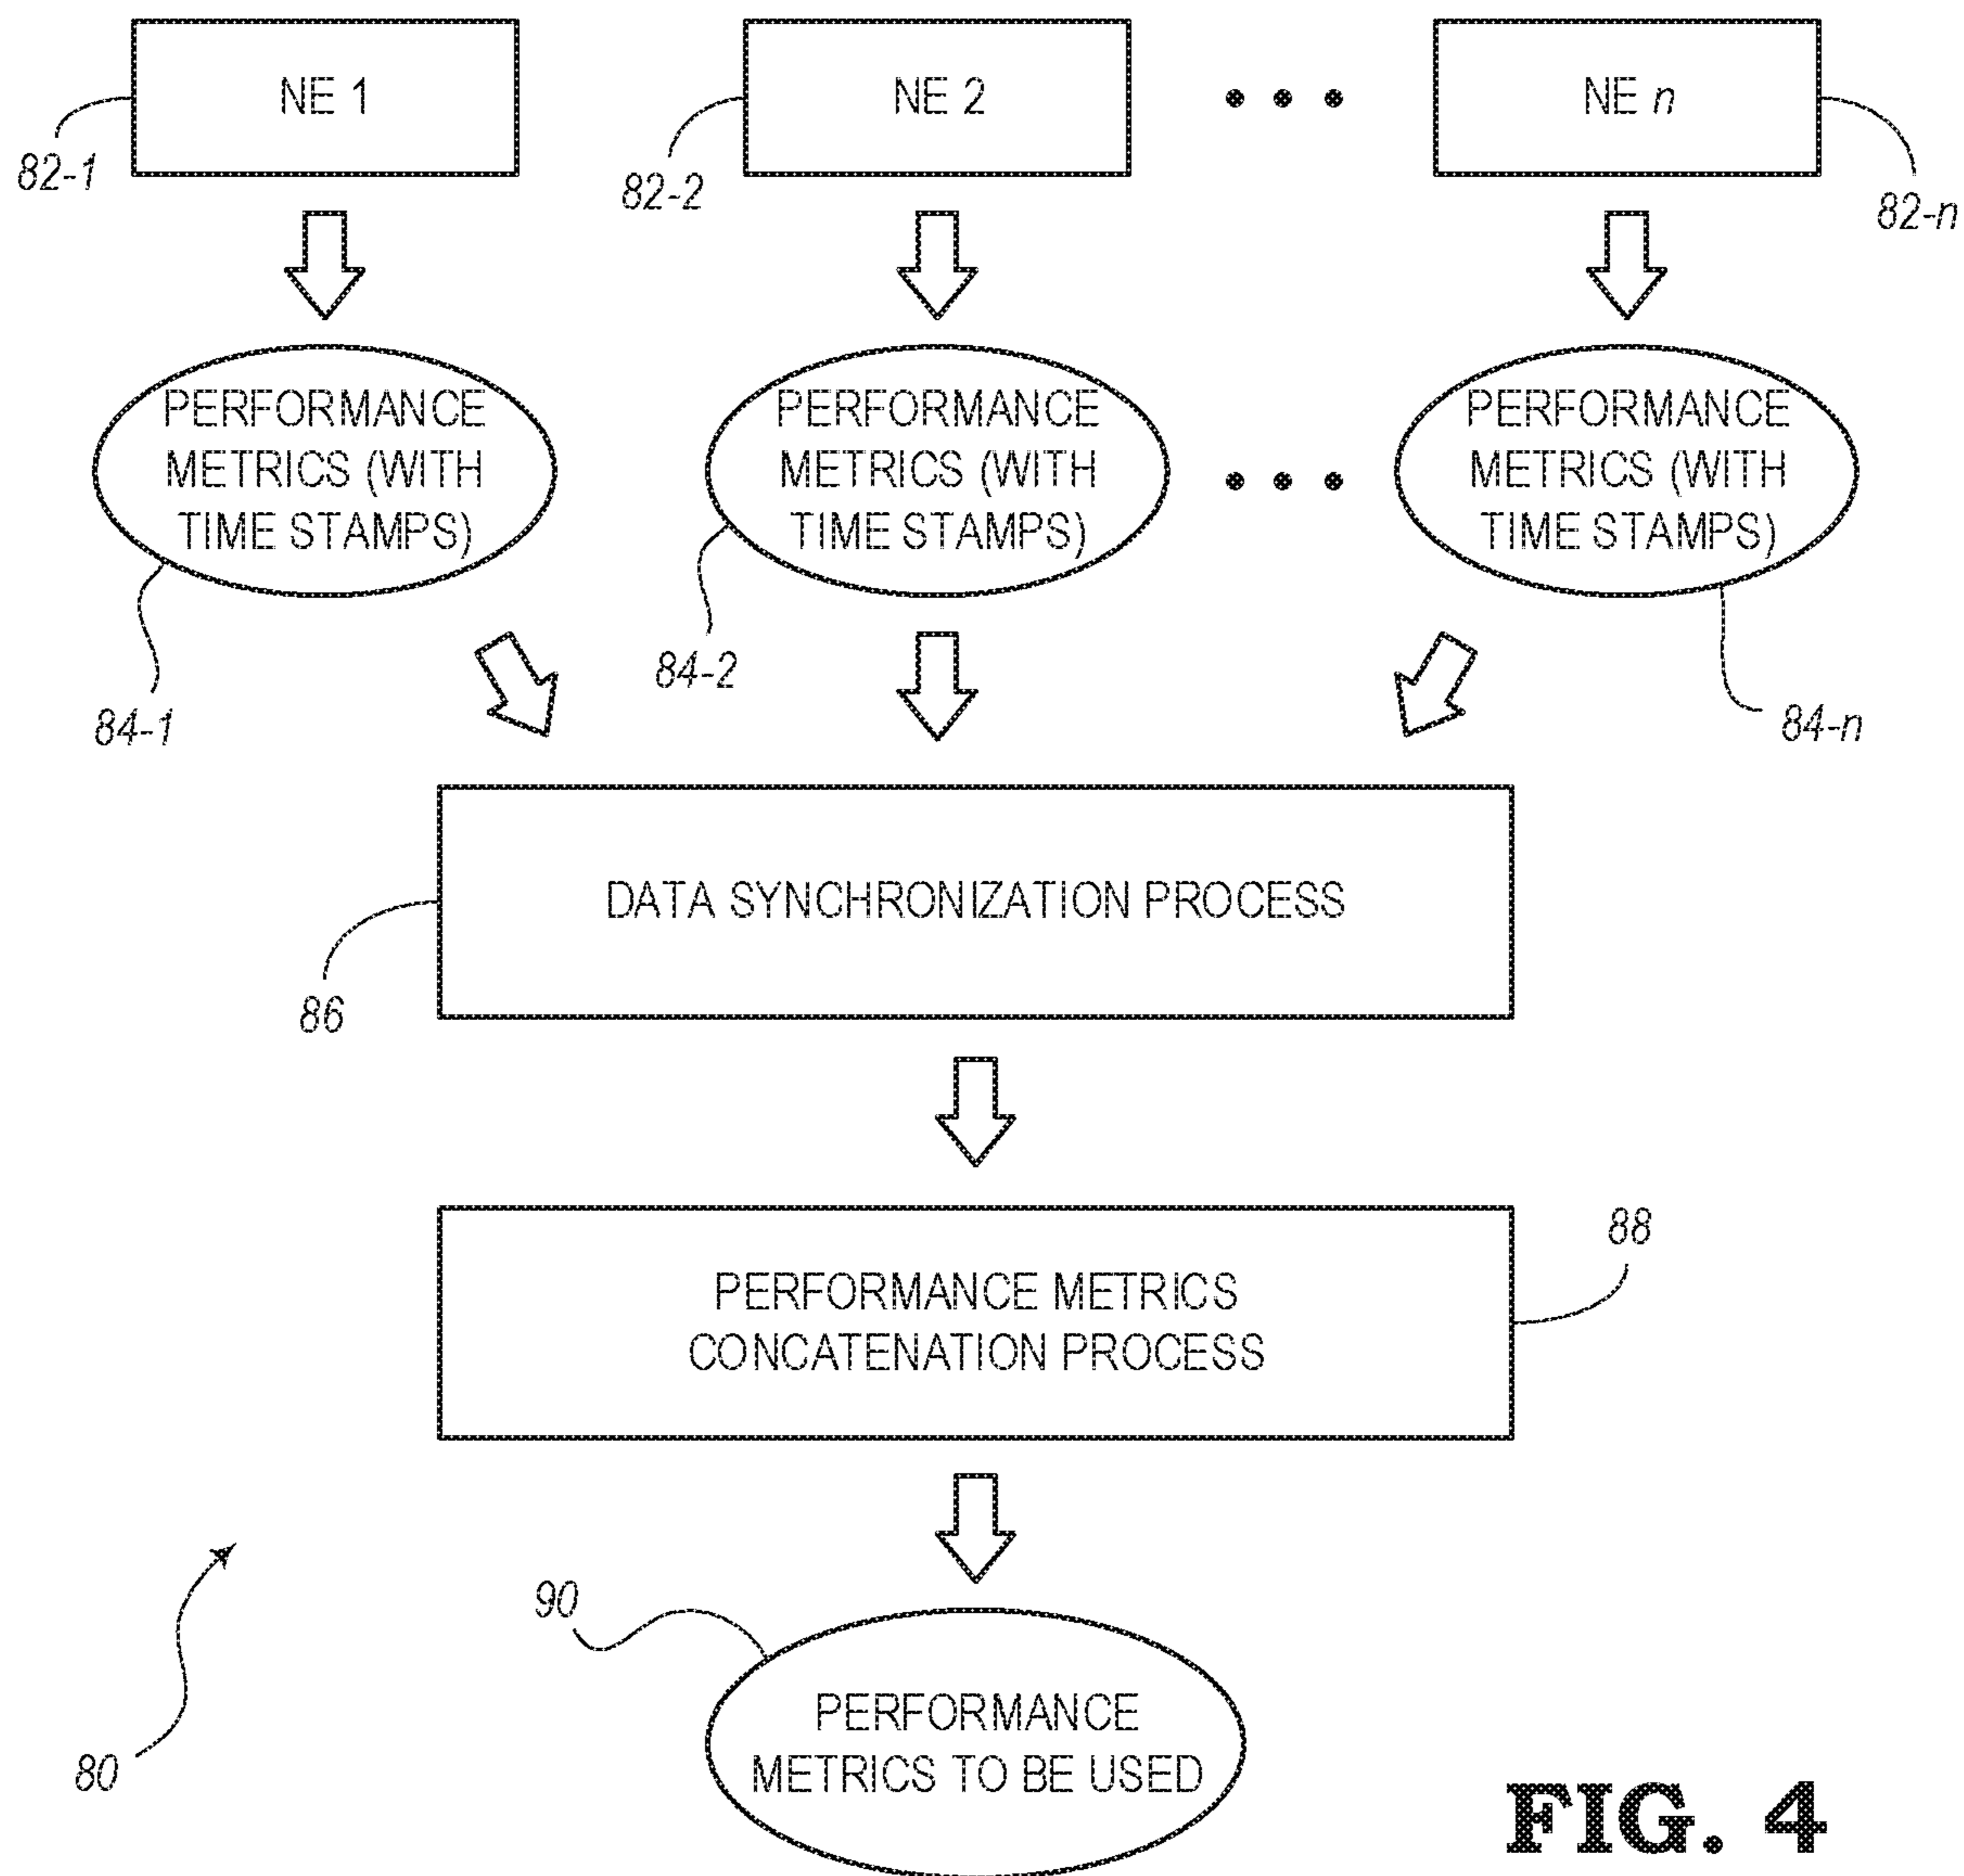 NE 1
NE 2
NE n
82-1
82-2
82-n
PERFORMANCE
METRICS (WITH
TIME STAMPS)
PERFORMANCE
METRICS (WITH
TIME STAMPS)
PERFORMANCE
METRICS (WITH
TIME STAMPS)
84-1
84-2
84-n
DATA SYNCHRONIZATION PROCESS
86
PERFORMANCE METRICS
CONCATENATION PROCESS
88
90
PERFORMANCE
METRICS TO BE USED
80
FIG. 4